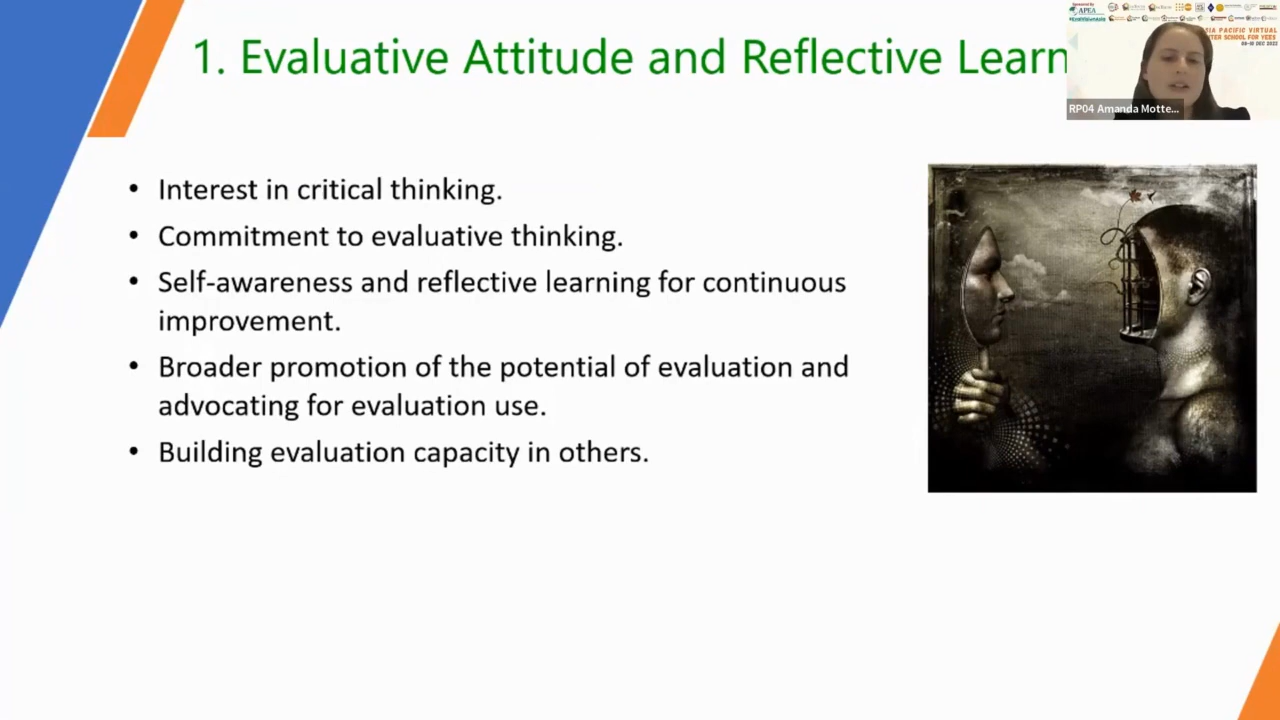 1. Evaluative Attitude and Reflective Learn
• Interest in critical thinking.
• Commitment to evaluative thinking.
• Self-awareness and reflective learning for continuous
improvement.
• Broader promotion of the potential of evaluation and
advocating for evaluation use.
• Building evaluation capacity in others.
APEA
SIA PACIFIC VIRTUAL
TER SCHOOL FOR YEES
RP04 Amanda Motte...